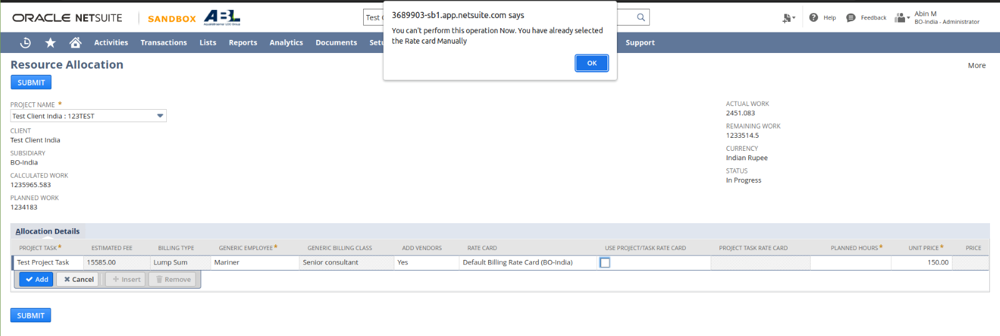 3689903-sb1.app.netsuite.com says
You can't perform this operation Now. You have already selected
the Rate card Manually
OK
ORACLE NETSUITE
SANDBOX
ABL
Test
Help
Feedback
Abin M
BO-India - Administrator
Activities
Transactions
Lists
Reports
Analytics
Documents
Setu
Support
Resource Allocation
More
SUBMIT
PROJECT NAME *
Test Client India : 123TEST
CLIENT
Test Client India
SUBSIDIARY
BO-India
CALCULATED WORK
1235965.583
PLANNED WORK
1234183
ACTUAL WORK
2451.083
REMAINING WORK
1233514.5
CURRENCY
Indian Rupee
STATUS
In Progress
Allocation Details
PROJECT TASK* ESTIMATED FEE BILLING TYPE GENERIC EMPLOYEE* GENERIC BILLING CLASS ADD VENDORS RATE CARD USE PROJECT/TASK RATE CARD PROJECT TASK RATE CARD PLANNED HOURS* UNIT PRICE* PRICE
Test Project Task 15585.00 Lump Sum Mariner Senior consultant Yes Default Billing Rate Card (BO-India) 150.00
Add Cancel Insert Remove
SUBMIT